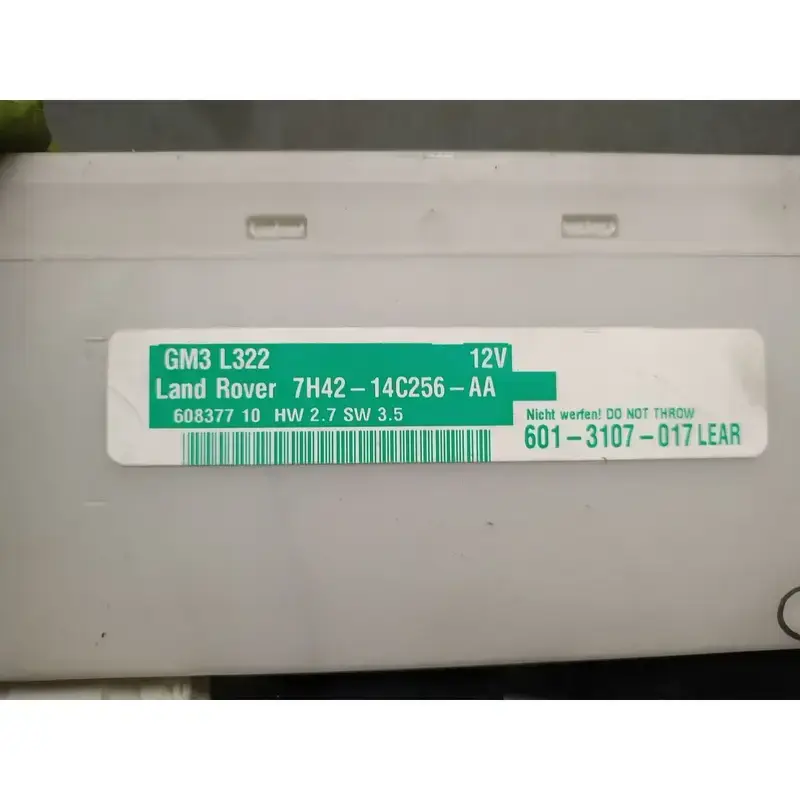 GM3 L322 12V
Land Rover 7H42-14C256-AA
608377 10 HW 2.7 SW 3.5
Nicht werfen! DO NOT THROW
601-3107-017 LEAR